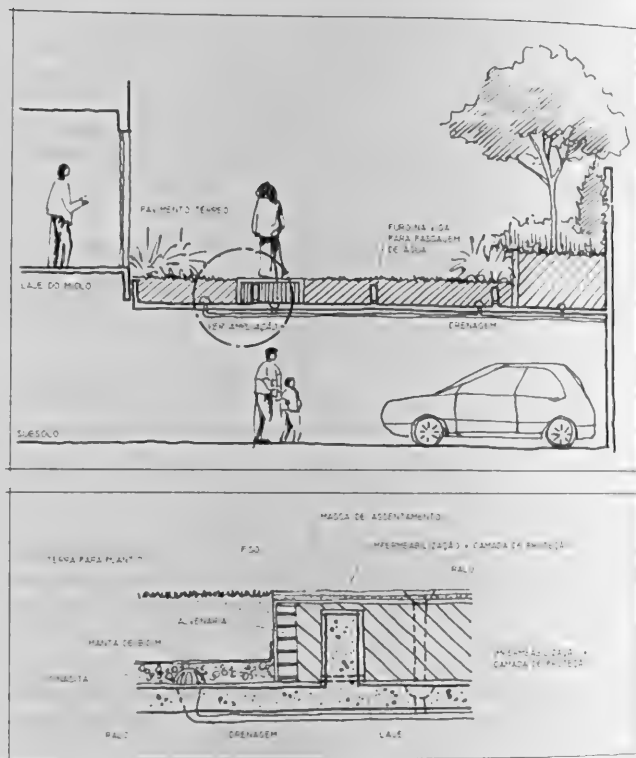 PAVIMENTO TÉRREO
FURO NA VIGA
PARA PASSAGEM
DE ÁGUA
LAJE DO MIOLO
VER AMPLIAÇÃO
DRENAGEM
SUBSOLO
MASSA DE ASSENTAMENTO
PISO
IMPERMEABILIZAÇÃO + CAMADA DE PROTEÇÃO
TERRA PARA PLANTIO
RALO
ALVENARIA
MANTA DE BIDIM
IMPERMEABILIZAÇÃO +
CAMADA DE PROTEÇÃO
RALO
DRENAGEM
LAJE